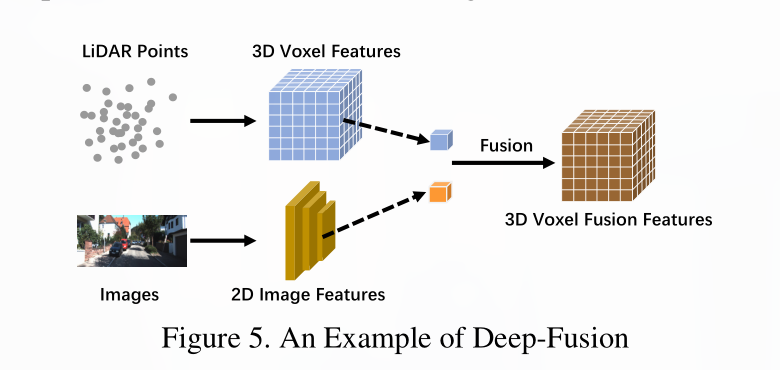 LiDAR Points
3D Voxel Features
Fusion
3D Voxel Fusion Features
Images
2D Image Features
Figure 5. An Example of Deep-Fusion